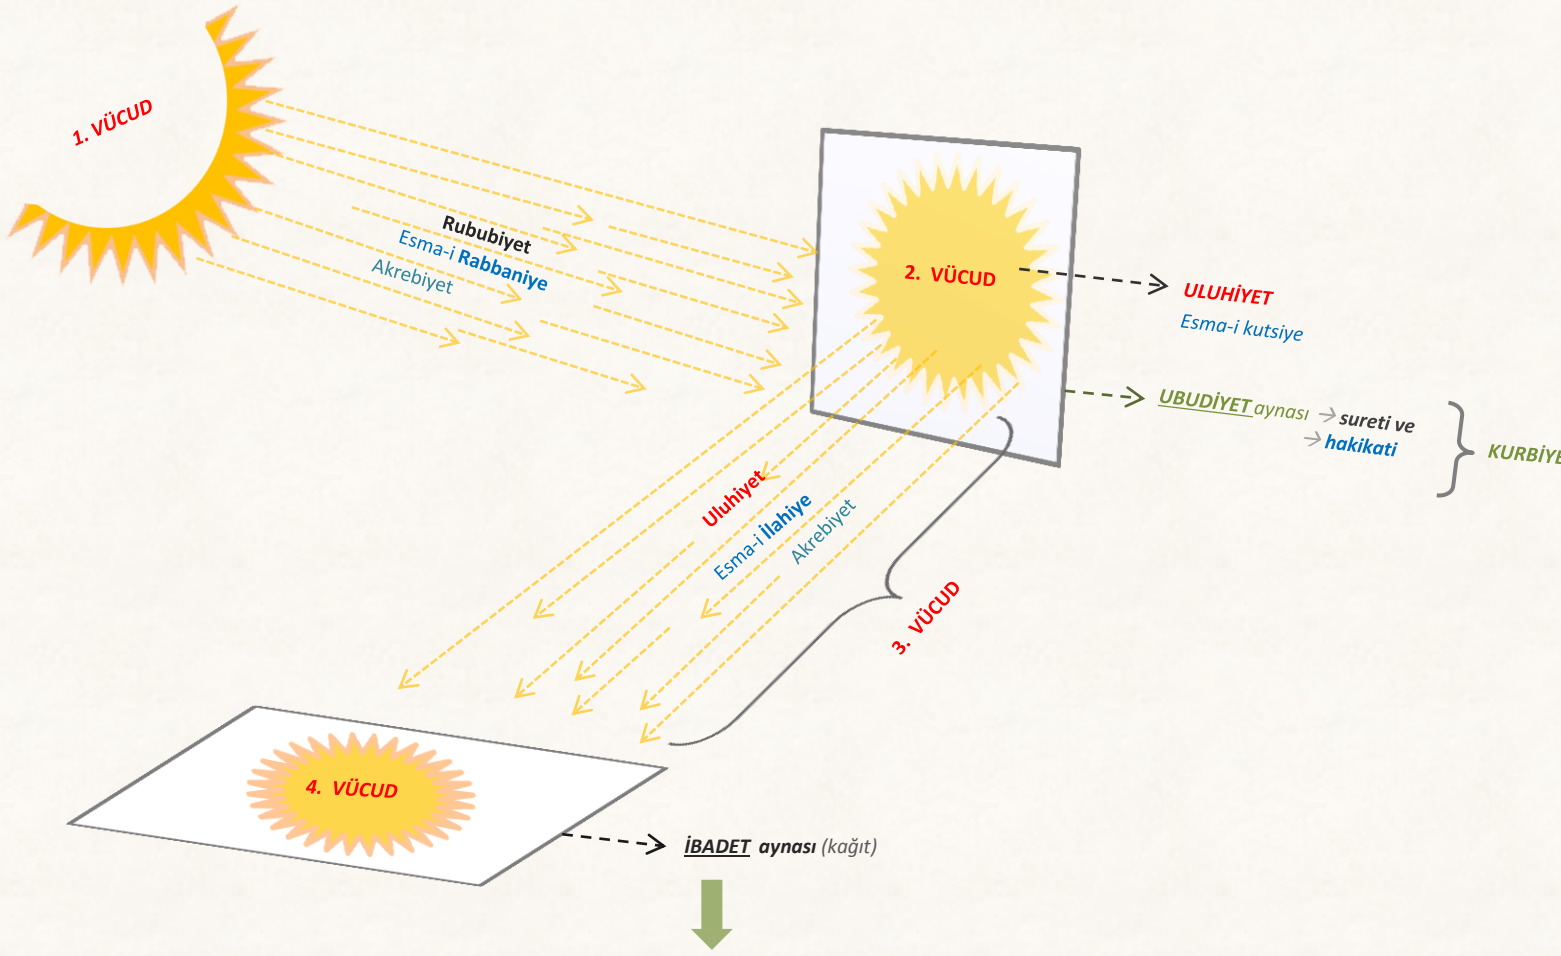 1. VÜCUD
Rububiyet
Esma-i Rabbaniye
Akrebiyet
2. VÜCUD
ULUHİYET
Esma-i kutsiye
UBUDİYET aynası → sureti ve
→ hakikati
Uluhiyet
Esma-i İlahiye
Akrebiyet
3. VÜCUD
4. VÜCUD
İBADET aynası (kağıt)